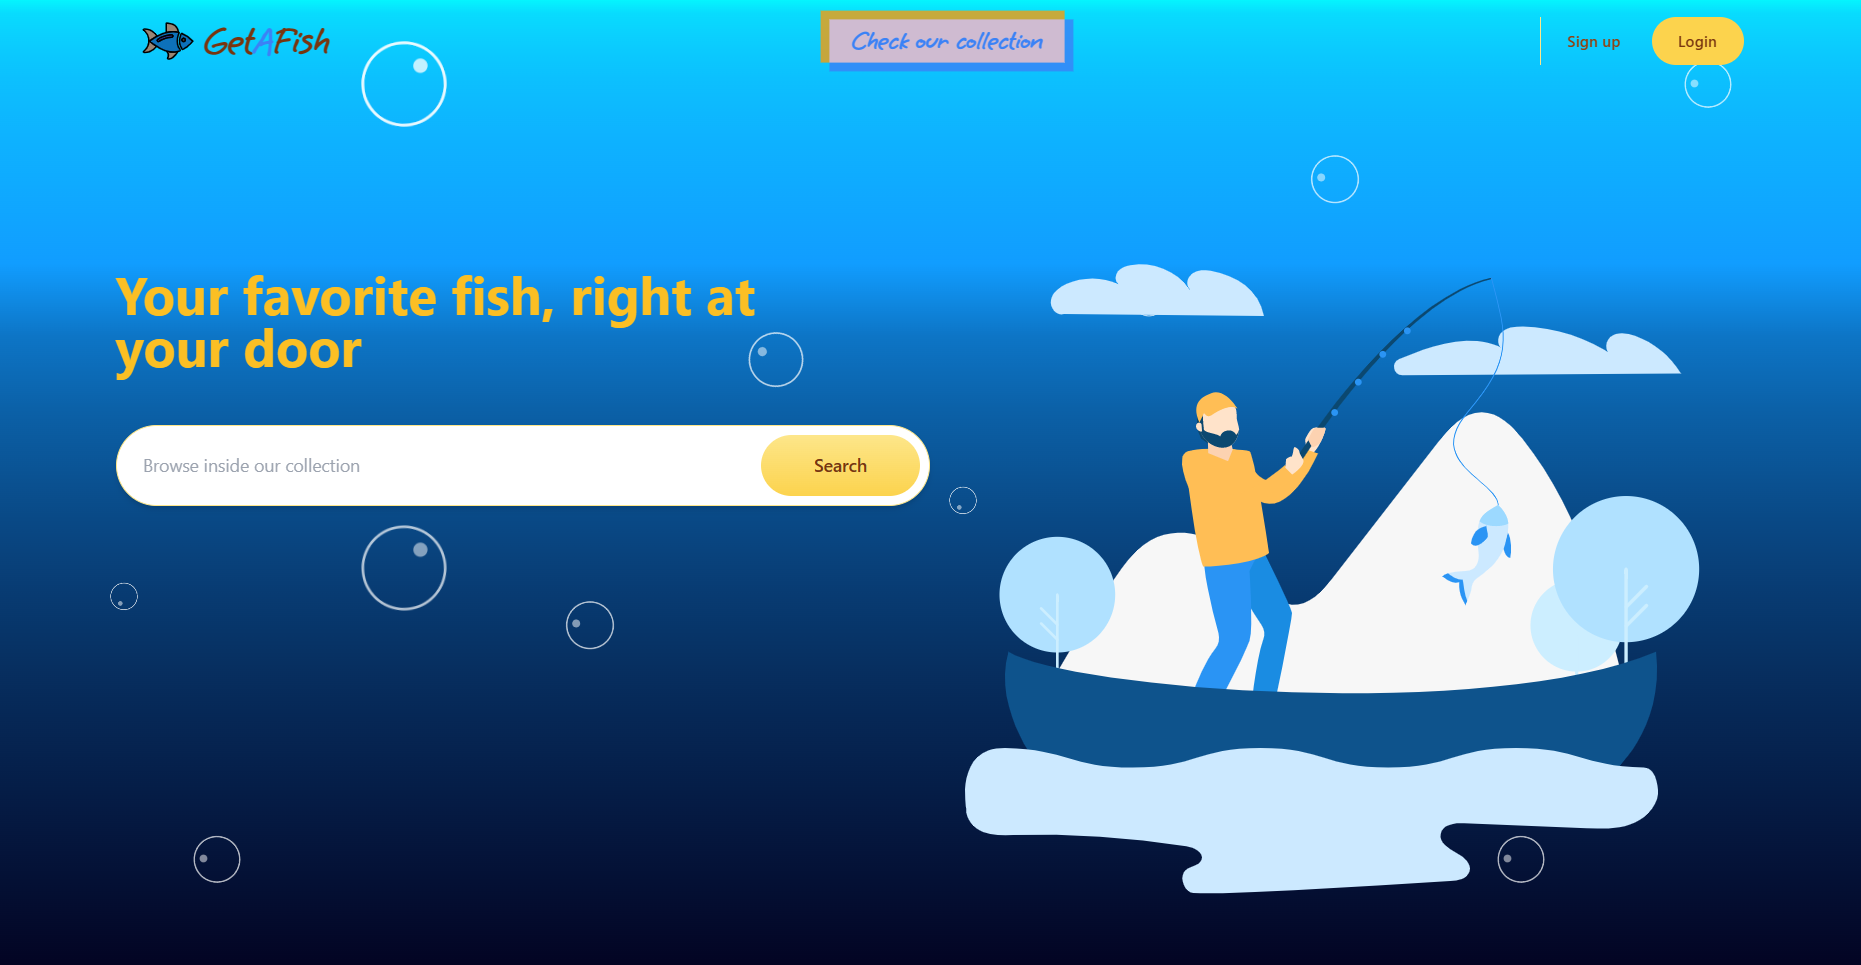 GetAFish
Check our collection
Sign up
Login
Your favorite fish, right at
your door
Browse inside our collection
Search